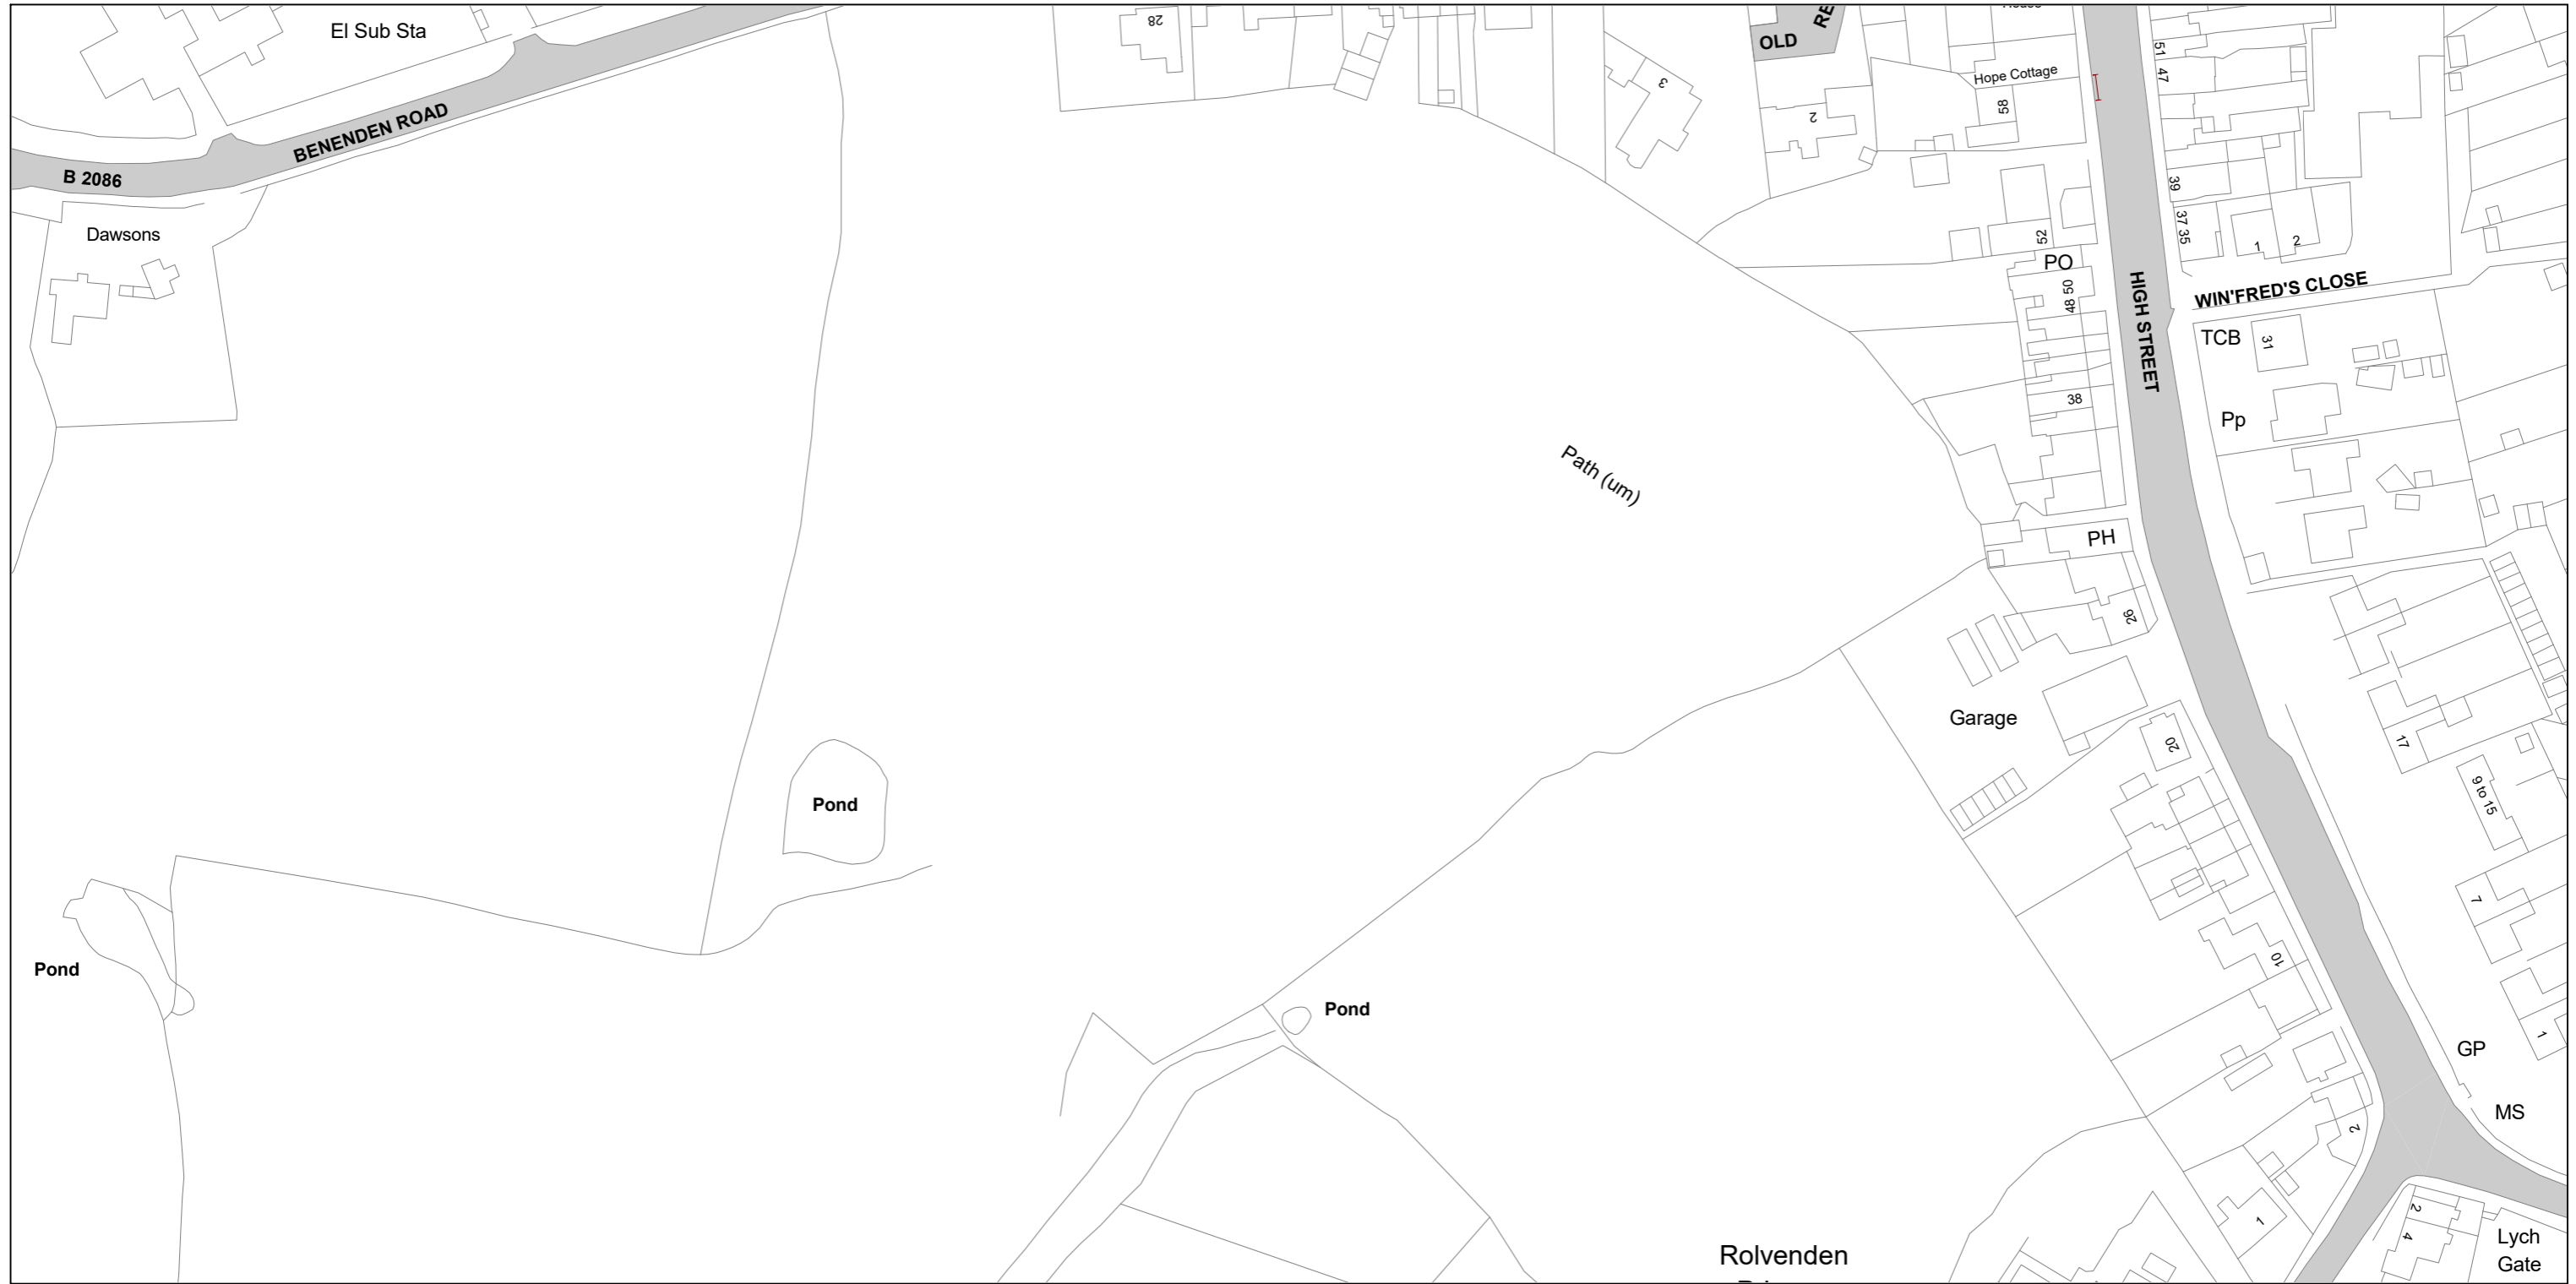 El Sub Sta
28
OLD
RE
3
2
Hope Cottage
58
51
47
BENENDEN ROAD
B 2086
39
37 35
1
2
Dawsons
52
PO
48 50
HIGH STREET
WIN'FRED'S CLOSE
TCB
31
38
Pp
Path (um)
PH
26
Garage
20
17
9 to 15
Pond
7
Pond
10
Pond
1
GP
MS
2
1
2
4
Rolvenden
Lych
Gate